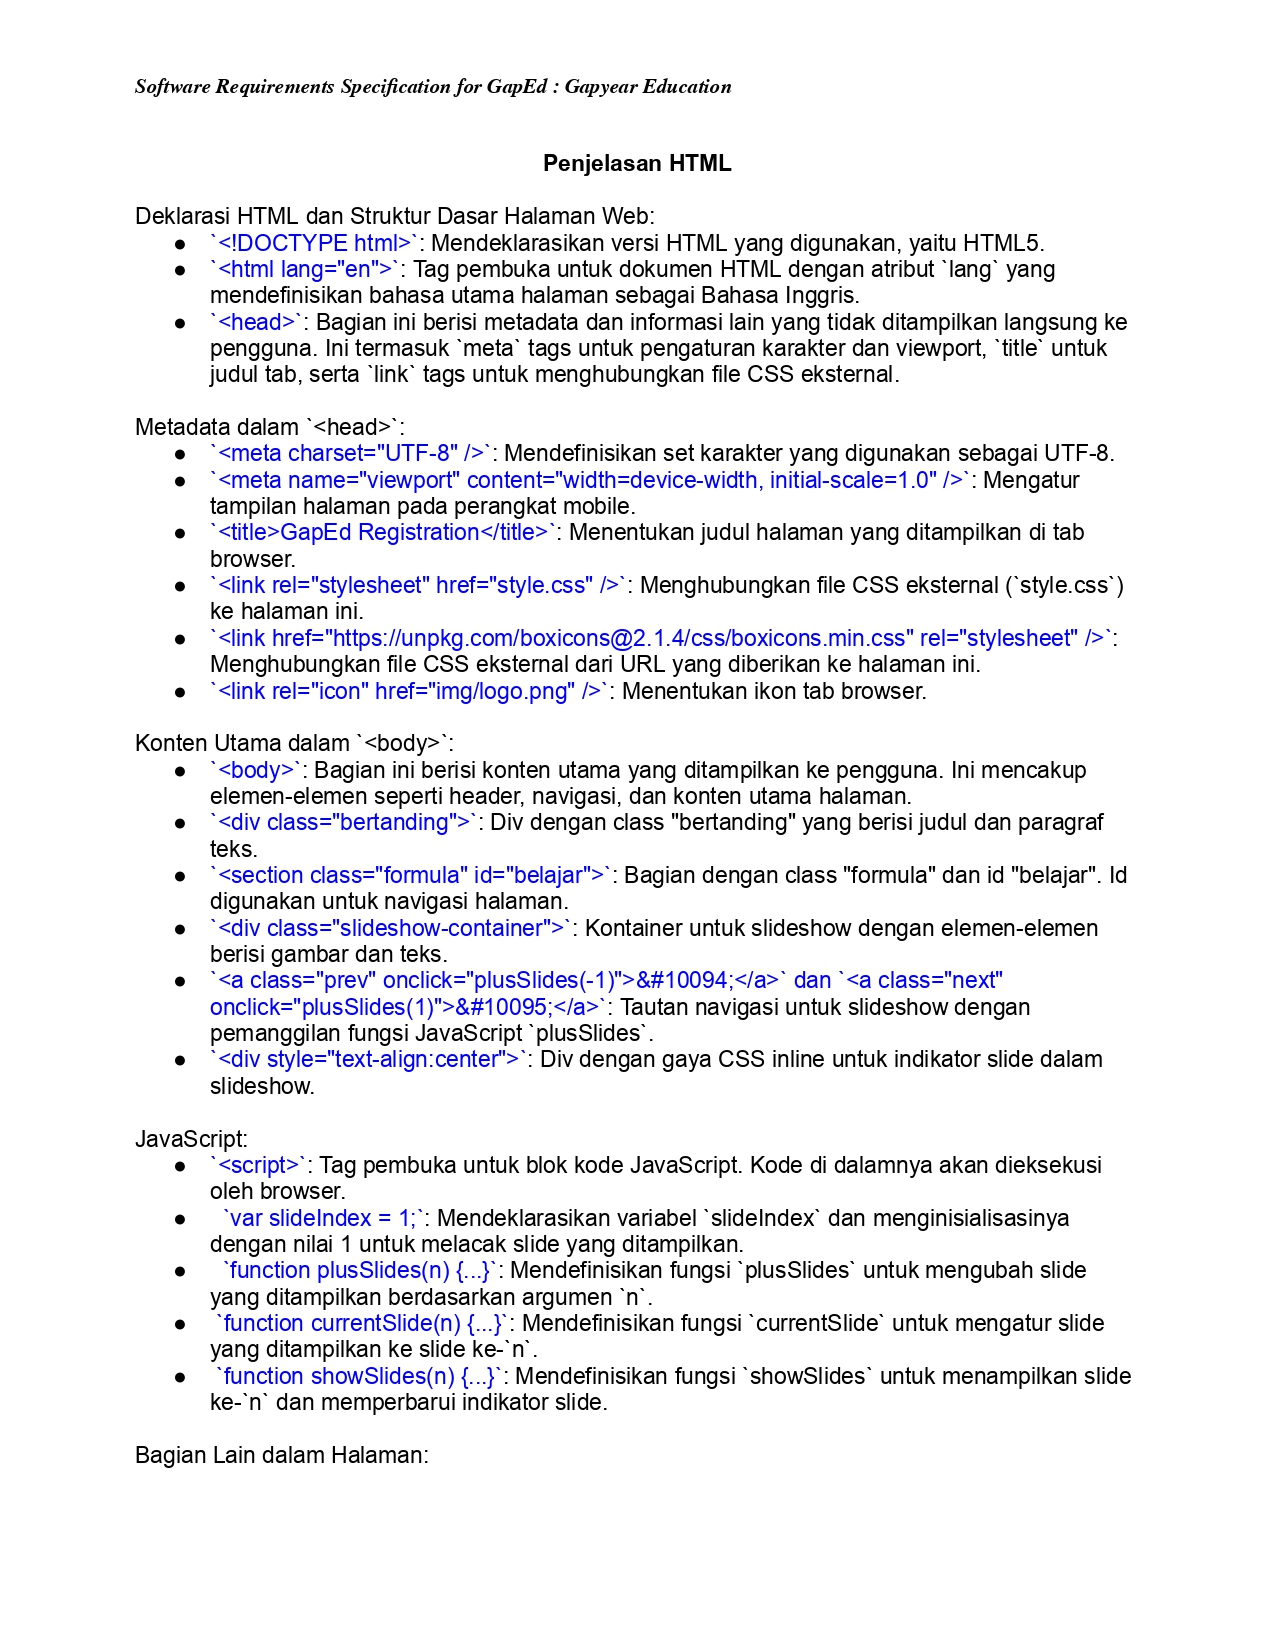 Software Requirements Specification for GapEd : Gapyear Education
Penjelasan HTML
Deklarasi HTML dan Struktur Dasar Halaman Web:
● `<!DOCTYPE html>`: Mendeklarasikan versi HTML yang digunakan, yaitu HTML5.
● `<html lang="en">`: Tag pembuka untuk dokumen HTML dengan atribut `lang` yang
mendefinisikan bahasa utama halaman sebagai Bahasa Inggris.
● `<head>`: Bagian ini berisi metadata dan informasi lain yang tidak ditampilkan langsung ke
pengguna. Ini termasuk `meta` tags untuk pengaturan karakter dan viewport, `title` untuk
judul tab, serta `link` tags untuk menghubungkan file CSS eksternal.
Metadata dalam `<head>`:
● `<meta charset="UTF-8" />`: Mendefinisikan set karakter yang digunakan sebagai UTF-8.
● `<meta name="viewport" content="width=device-width, initial-scale=1.0" />`: Mengatur
tampilan halaman pada perangkat mobile.
● `<title>GapEd Registration</title>`: Menentukan judul halaman yang ditampilkan di tab
browser.
● `<link rel="stylesheet" href="style.css" />`: Menghubungkan file CSS eksternal (`style.css`)
ke halaman ini.
● `<link href="https://unpkg.com/boxicons@2.1.4/css/boxicons.min.css" rel="stylesheet" />`:
Menghubungkan file CSS eksternal dari URL yang diberikan ke halaman ini.
● `<link rel="icon" href="img/logo.png" />`: Menentukan ikon tab browser.
Konten Utama dalam `<body>`:
● `<body>`: Bagian ini berisi konten utama yang ditampilkan ke pengguna. Ini mencakup
elemen-elemen seperti header, navigasi, dan konten utama halaman.
● `<div class="bertanding">`: Div dengan class "bertanding" yang berisi judul dan paragraf
teks.
● `<section class="formula" id="belajar">`: Bagian dengan class "formula" dan id "belajar". Id
digunakan untuk navigasi halaman.
● `<div class="slideshow-container">`: Kontainer untuk slideshow dengan elemen-elemen
berisi gambar dan teks.
● `<a class="prev" onclick="plusSlides(-1)">&#10094;</a>` dan `<a class="next"
onclick="plusSlides(1)">&#10095;</a>`: Tautan navigasi untuk slideshow dengan
pemanggilan fungsi JavaScript `plusSlides`.
● `<div style="text-align:center">`: Div dengan gaya CSS inline untuk indikator slide dalam
slideshow.
JavaScript:
● `<script>`: Tag pembuka untuk blok kode JavaScript. Kode di dalamnya akan dieksekusi
oleh browser.
● `var slideIndex = 1;`: Mendeklarasikan variabel `slideIndex` dan menginisialisasinya
dengan nilai 1 untuk melacak slide yang ditampilkan.
● `function plusSlides(n) {...}`: Mendefinisikan fungsi `plusSlides` untuk mengubah slide
yang ditampilkan berdasarkan argumen `n`.
● `function currentSlide(n) {...}`: Mendefinisikan fungsi `currentSlide` untuk mengatur slide
yang ditampilkan ke slide ke-`n`.
● `function showSlides(n) {...}`: Mendefinisikan fungsi `showSlides` untuk menampilkan slide
ke-`n` dan memperbarui indikator slide.
Bagian Lain dalam Halaman: